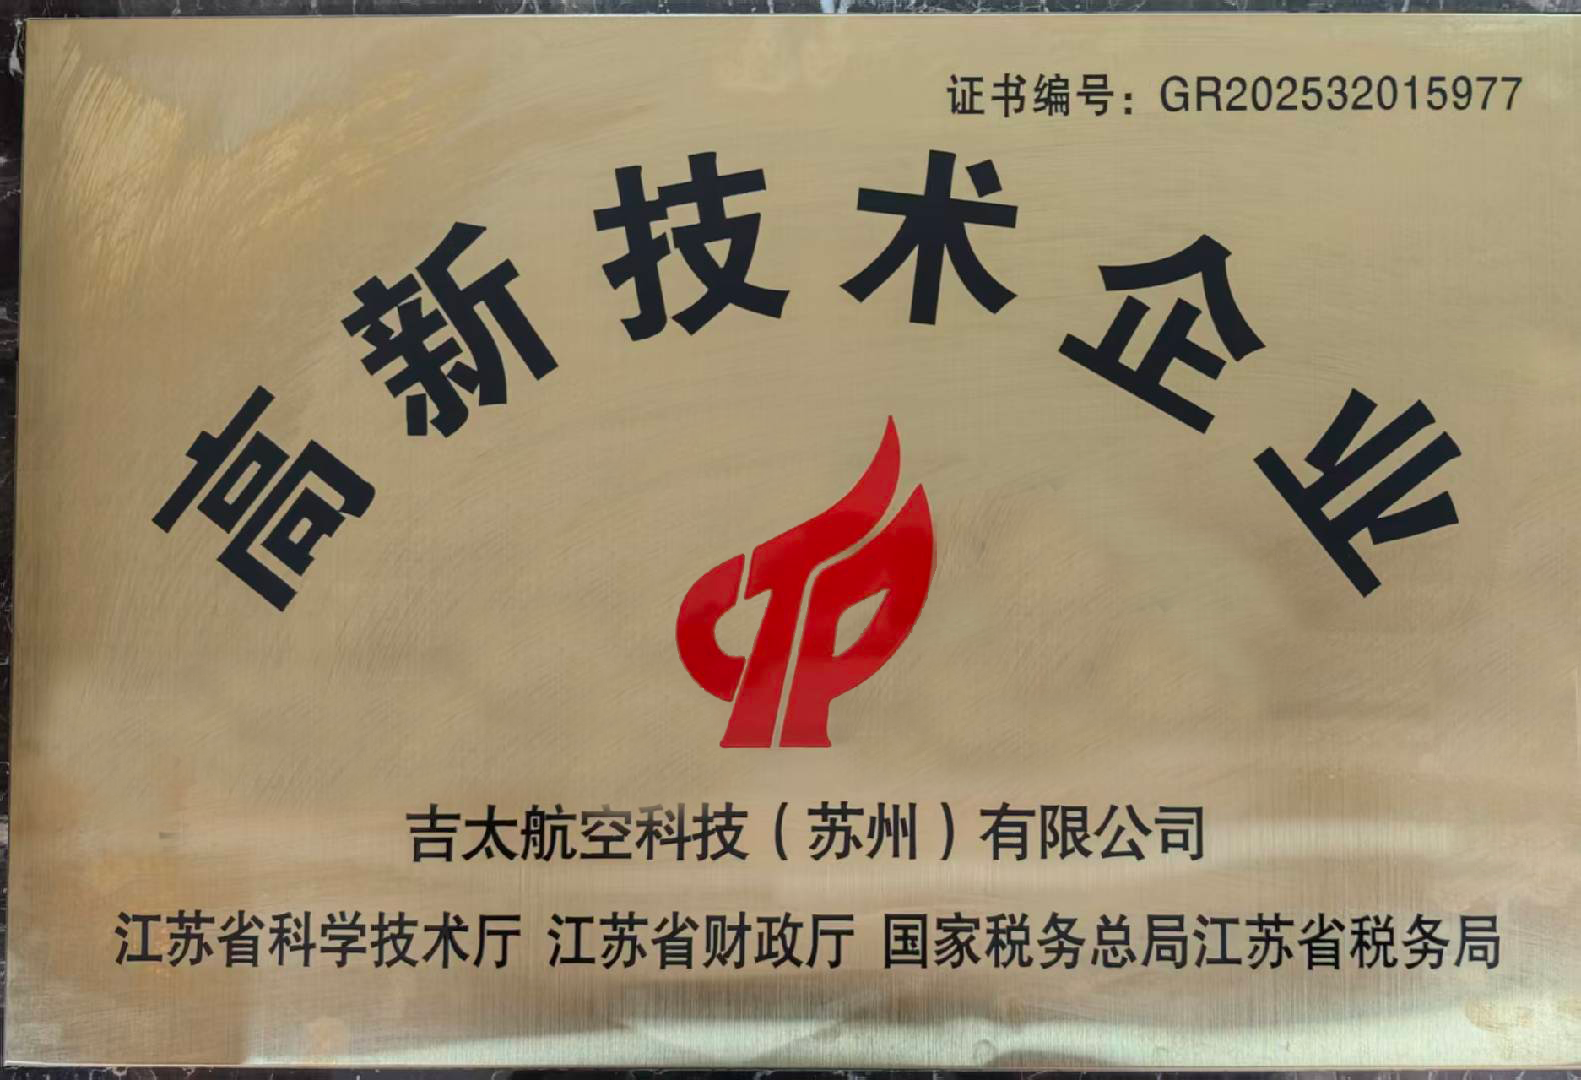 证书编号：GR202532015977
高新技术企业
吉太航空科技（苏州）有限公司
江苏省科学技术厅 江苏省财政厅 国家税务总局江苏省税务局